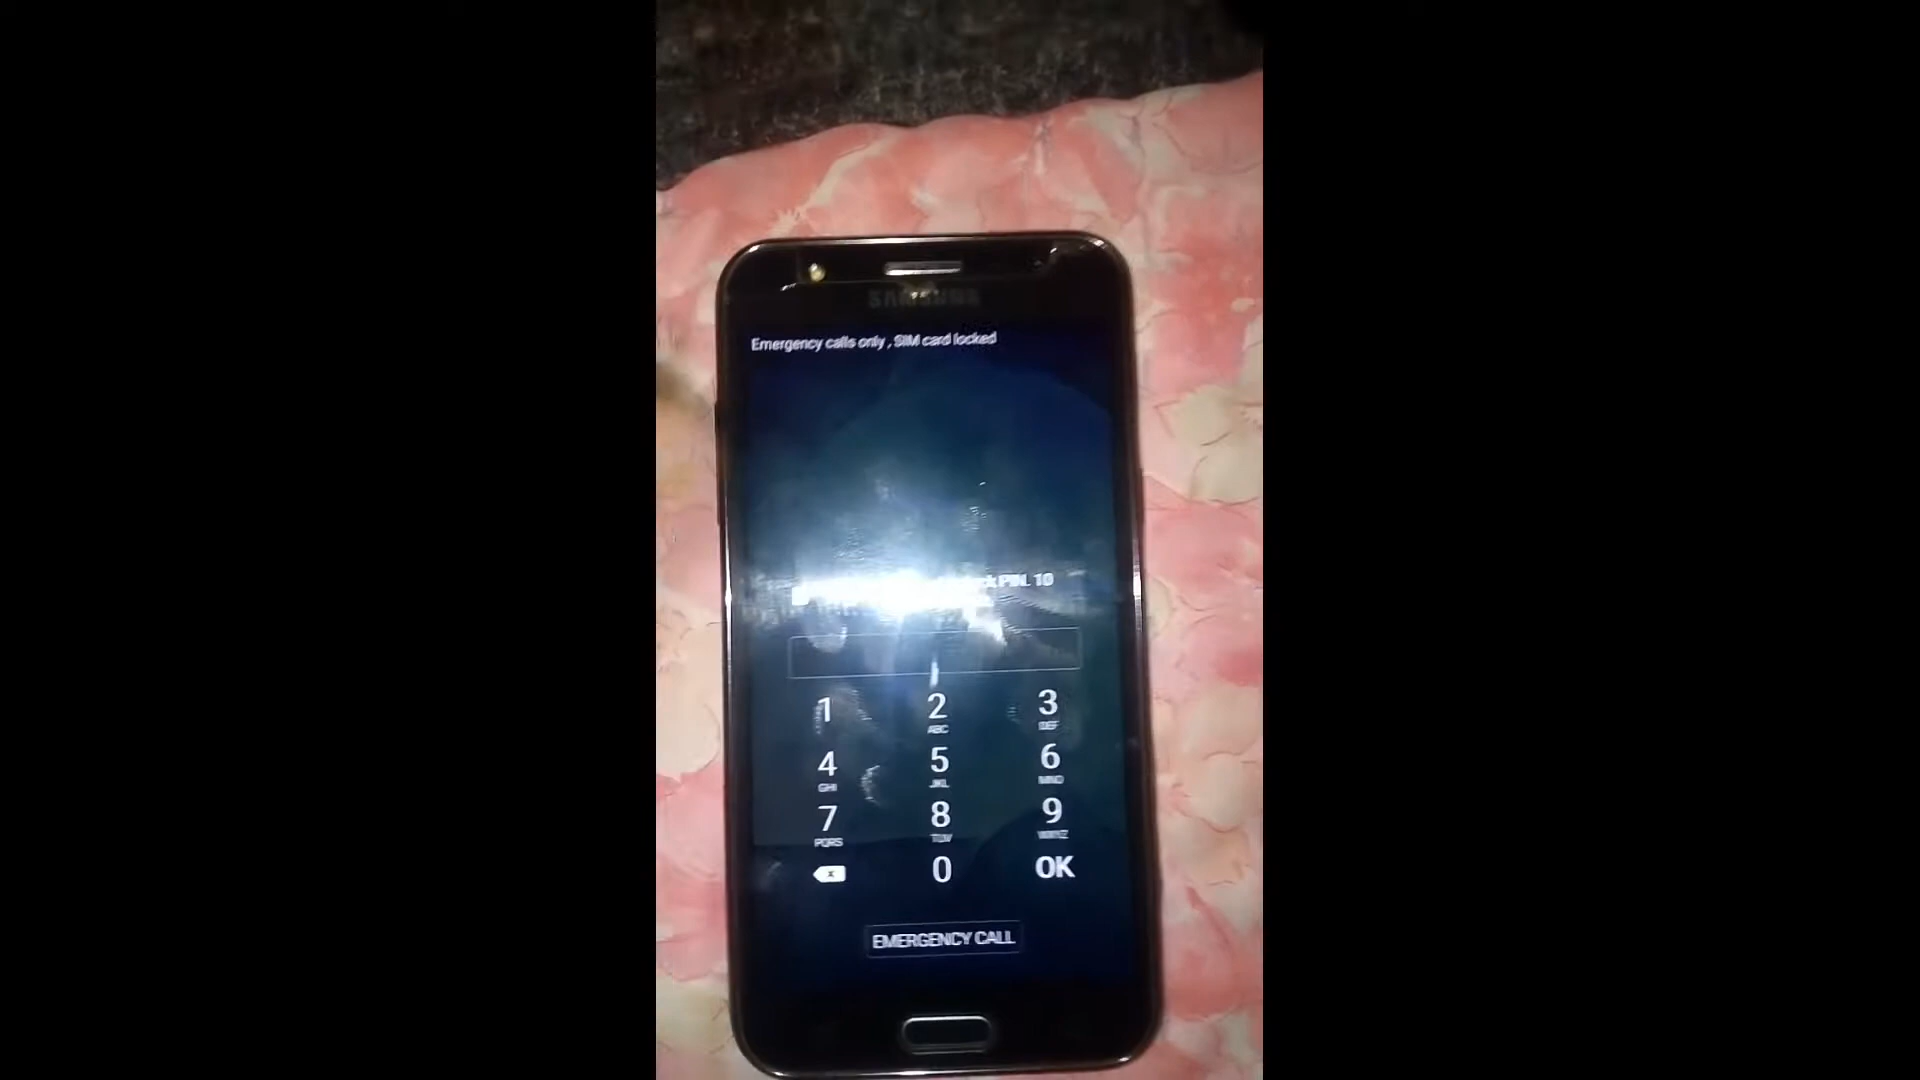 SAMSUNG
Emergency calls only , SIM card locked
PIN. 10
1 2 3
ABC DEF
4 5 6
GHI JKL MNO
7 8 9
PQRS TUV WXYZ
0 OK
EMERGENCY CALL